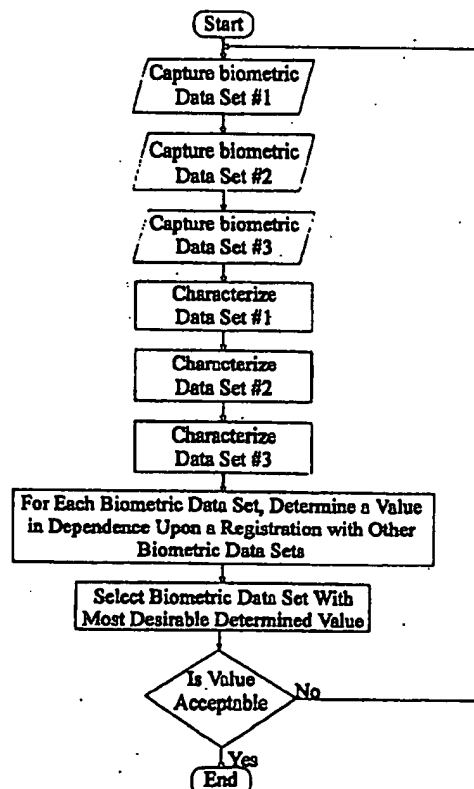 Start
Capture biometric
Data Set #1
Capture biometric
Data Set #2
Capture biometric
Data Set #3
Characterize
Data Set #1
Characterize
Data Set #2
Characterize
Data Set #3
For Each Biometric Data Set, Determine a Value
in Dependence Upon a Registration with Other
Biometric Data Sets
Select Biometric Data Set With
Most Desirable Determined Value
Is Value
Acceptable
No
Yes
End